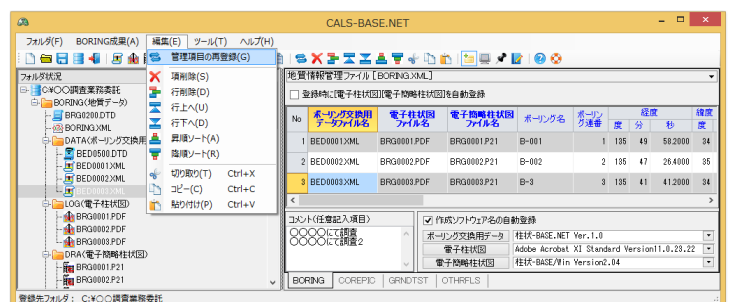 CALS-BASE.NET
フォルダ(F) BORING成果(A) 編集(E) ツール(T) ヘルプ(H)
管理項目の再登録(G)
項削除(S)
行削除(D)
行上へ(U)
行下へ(D)
昇順ソート(A)
降順ソート(R)
切り取り(T) Ctrl+X
コピー(C) Ctrl+C
貼り付け(P) Ctrl+V
フォルダ状況
C:¥〇〇調査業務委託
BORING(地質データ)
BRG0200.DTD
BORING.XML
DATA(ボーリング交換用
BED0500.DTD
BED0001.XML
BED0002.XML
BED0003.XML
LOG(電子柱状図)
BRG0001.PDF
BRG0002.PDF
BRG0003.PDF
DRA(電子簡略柱状図)
BRG0001.P21
BRG0002.P21
地質情報管理ファイル [ BORING.XML ]
登録時に[電子柱状図][電子簡略柱状図]を自動登録
No ボーリング交換用データファイル名 電子柱状図ファイル名 電子簡略柱状図ファイル名 ボーリング名 ボーリング連番 経度 緯度
度 分 秒 度
1 BED0001.XML BRG0001.PDF BRG0001.P21 B-001 1 135 49 58.2000 34
2 BED0002.XML BRG0002.PDF BRG0002.P21 B-002 2 135 47 26.4000 35
3 BED0003.XML BRG0003.PDF BRG0003.P21 B-3 3 135 41 41.2000 34
コメント(任意記入項目)
〇〇〇〇にて調査
〇〇〇〇にて調査2
作成ソフトウェア名の自動登録
ボーリング交換用データ 柱状-BASE.NET Ver.1.0
電子柱状図 Adobe Acrobat XI Standard Version11.0.23.22
電子簡略柱状図 柱状-BASE/Win Version2.04
BORING COREPIC GRNDTST OTHRFLS
登録先フォルダ: C:¥〇〇調査業務委託